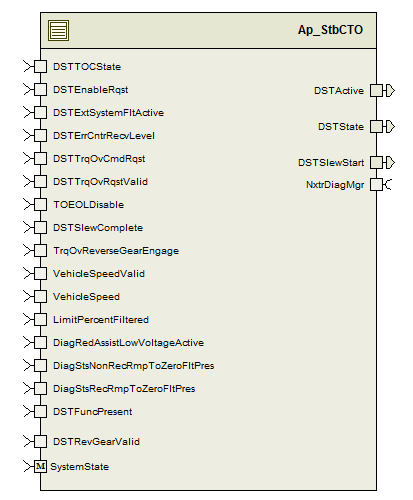 Ap_StbCTO
DSTTOCState
DSTEnableRqst
DSTExtSystemFltActive
DSTErrCntrRecvLevel
DSTTrqOvCmdRqst
DSTTrqOvRqstValid
TOEOLDisable
DSTSlewComplete
TrqOvReverseGearEngage
VehicleSpeedValid
VehicleSpeed
LimitPercentFiltered
DiagRedAssistLowVoltageActive
DiagStsNonRecRmpToZeroFltPres
DiagStsRecRmpToZeroFltPres
DSTFuncPresent
DSTRevGearValid
M SystemState
DSTActive
DSTState
DSTSlewStart
NxtrDiagMgr